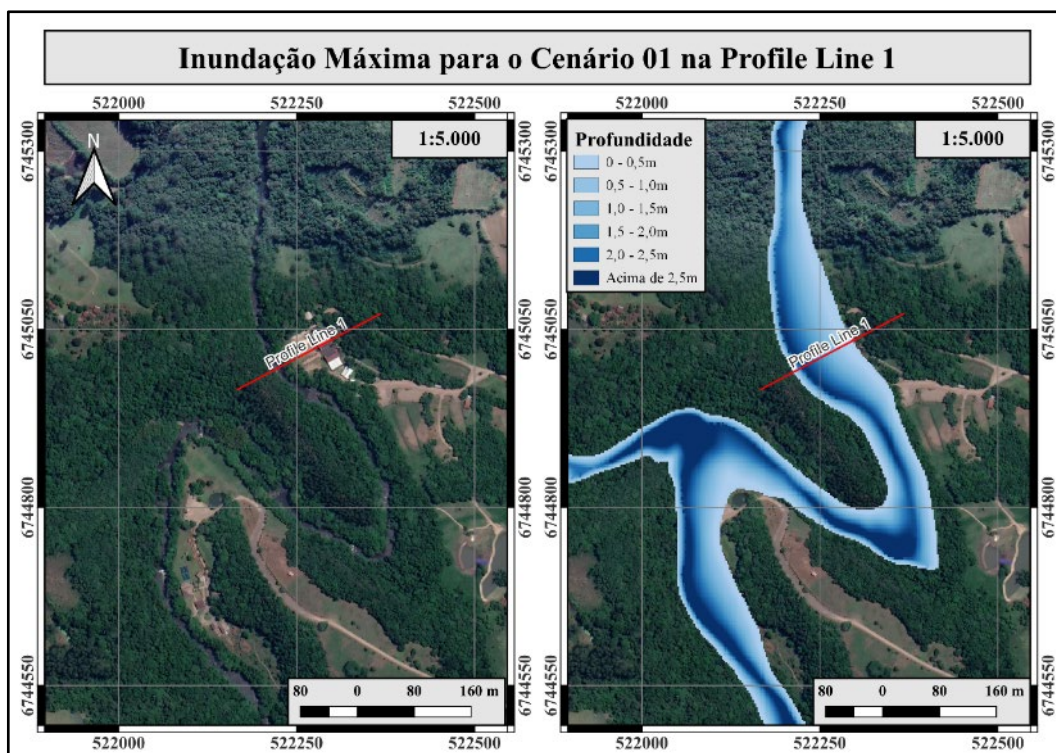 Inundação Máxima para o Cenário 01 na Profile Line 1
522000 522250 522500
522000 522250 522500
6745300
6745050
6744800
6744550
N
1:5.000
Profile Line 1
80 0 80 160 m
6745300
6745050
6744800
6744550
Profundidade
0 - 0,5m
0,5 - 1,0m
1,0 - 1,5m
1,5 - 2,0m
2,0 - 2,5m
Acima de 2,5m
1:5.000
Profile Line 1
80 0 80 160 m
6745300
6745050
6744800
6744550
522000 522250 522500
522000 522250 522500